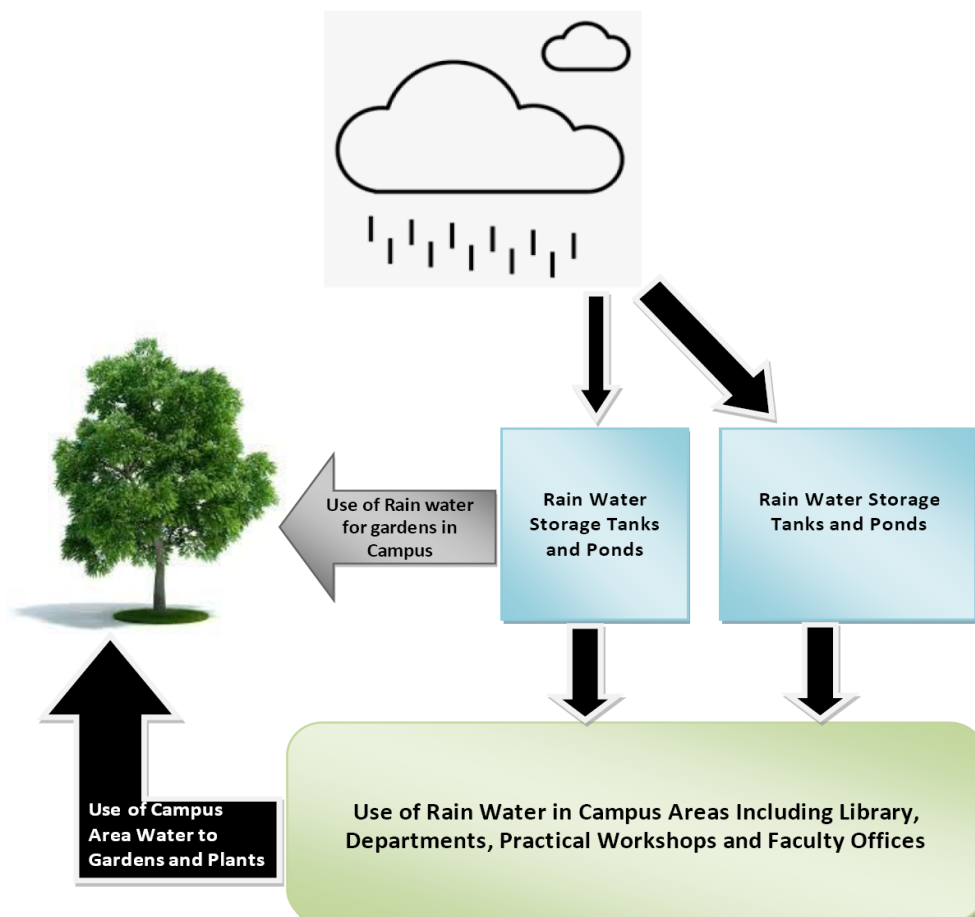 Rain Water
Storage Tanks
and Ponds
Rain Water Storage
Tanks and Ponds
Use of Rain water
for gardens in
Campus
Use of Rain Water in Campus Areas Including Library,
Departments, Practical Workshops and Faculty Offices
Use of Campus
Area Water to
Gardens and Plants